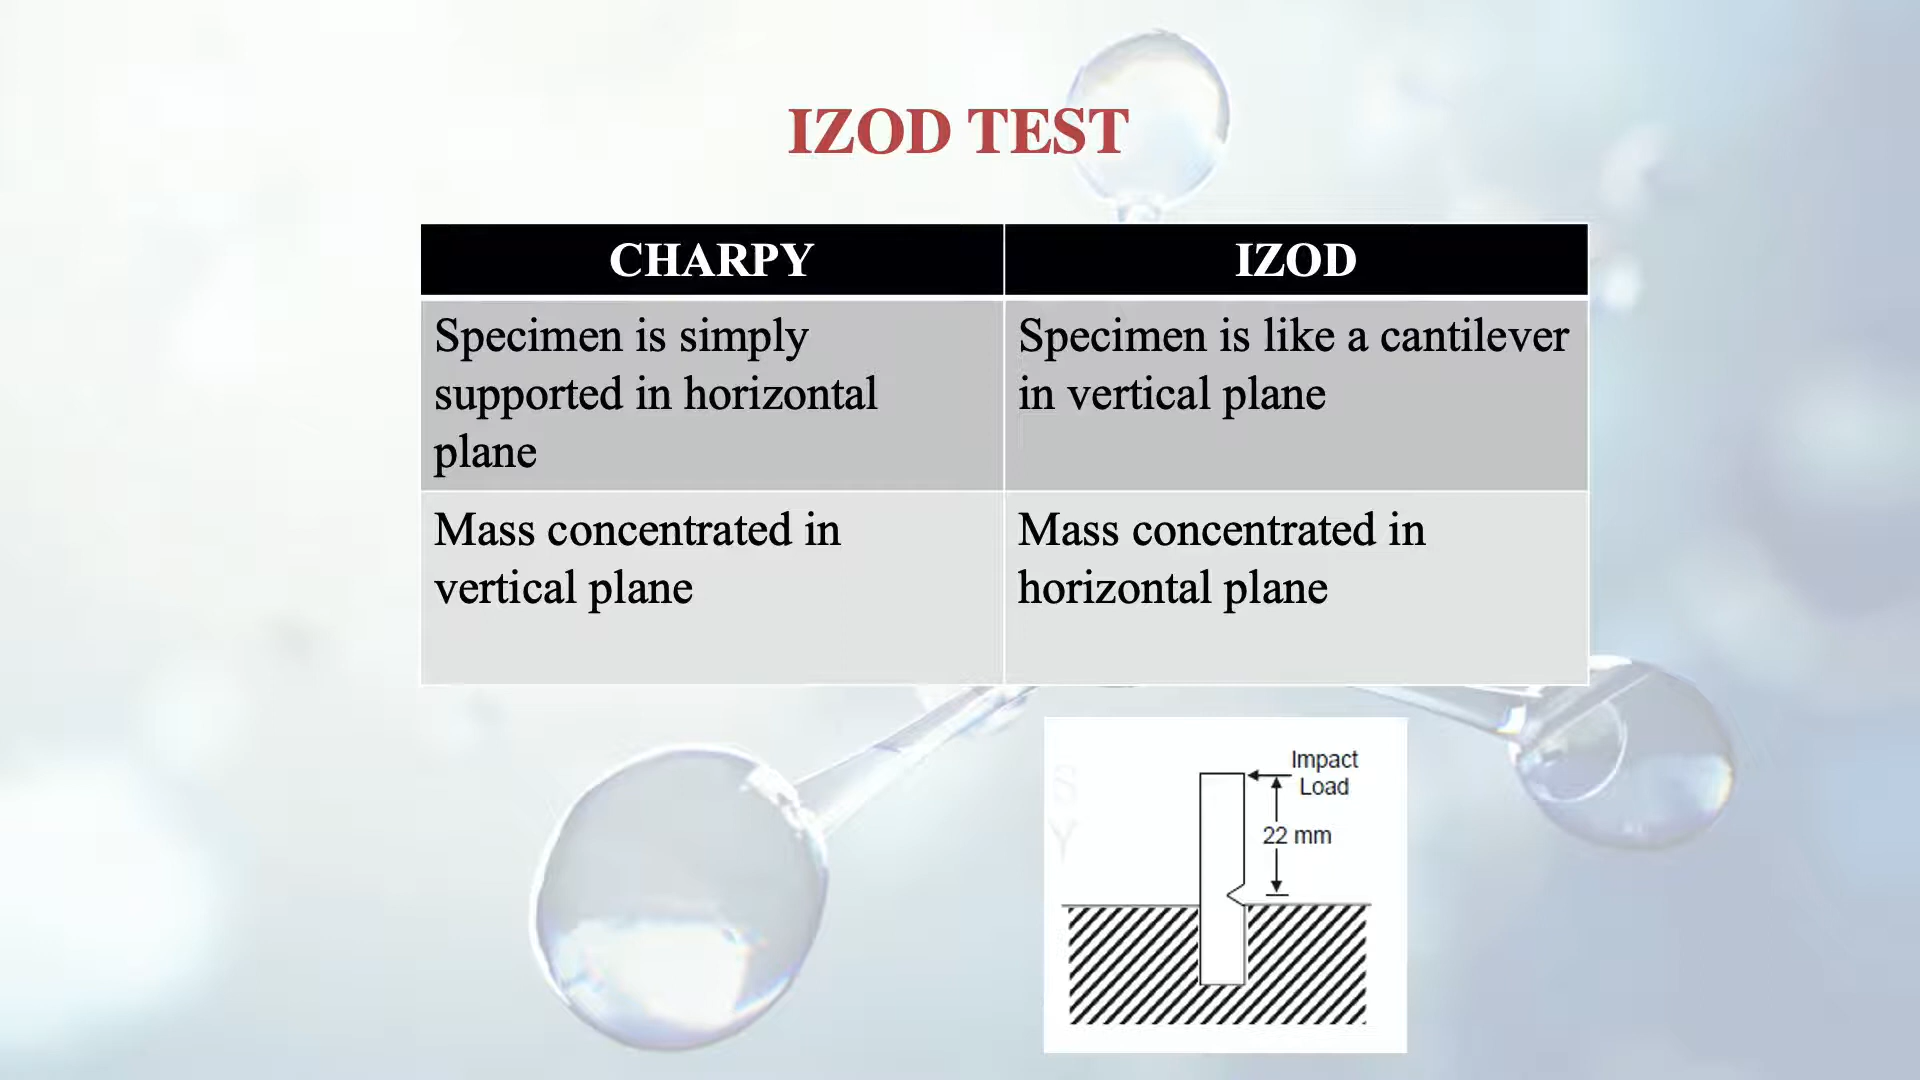 IZOD TEST
CHARPY
IZOD
Specimen is simply
supported in horizontal
plane
Specimen is like a cantilever
in vertical plane
Mass concentrated in
vertical plane
Mass concentrated in
horizontal plane
Impact
Load
22 mm